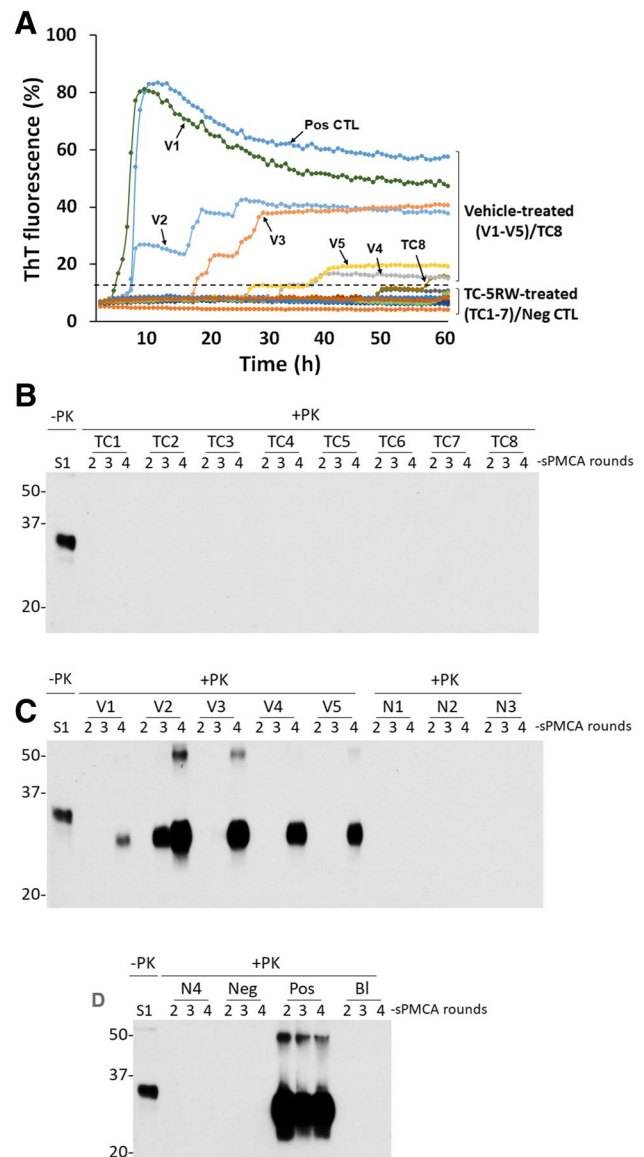 A
ThT fluorescence (%)
100
80
60
40
20
0
10 20 30 40 50 60
Time (h)
Pos CTL
V1
V2
V3
V5 V4 TC8
Vehicle-treated
(V1-V5)/TC8
TC-5RW-treated
(TC1-7)/Neg CTL
B
-PK +PK
TC1 TC2 TC3 TC4 TC5 TC6 TC7 TC8
S1 2 3 4 2 3 4 2 3 4 2 3 4 2 3 4 2 3 4 2 3 4 2 3 4 -sPMCA rounds
50-
37-
20-
C
-PK +PK +PK
V1 V2 V3 V4 V5 N1 N2 N3
S1 2 3 4 2 3 4 2 3 4 2 3 4 2 3 4 2 3 4 2 3 4 2 3 4 -sPMCA rounds
50-
37-
20-
D
-PK +PK
N4 Neg Pos Bl
S1 2 3 4 2 3 4 2 3 4 2 3 4 -sPMCA rounds
50-
37-
20-